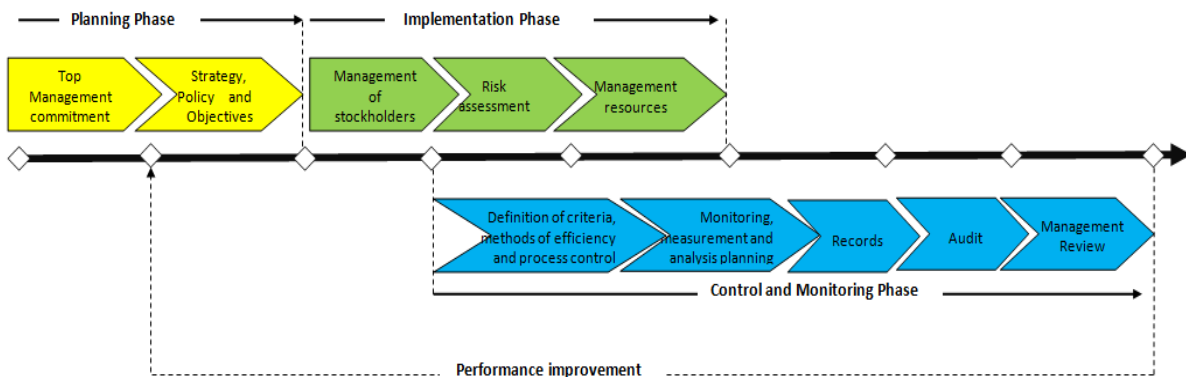 Planning Phase
Implementation Phase
Top
Management
commitment
Strategy,
Policy and
Objectives
Management
of
stockholders
Risk
assessment
Management
resources
Definition of criteria,
methods of efficiency
and process control
Monitoring,
measurement and
analysis planning
Records
Audit
Management
Review
Control and Monitoring Phase
Performance improvement